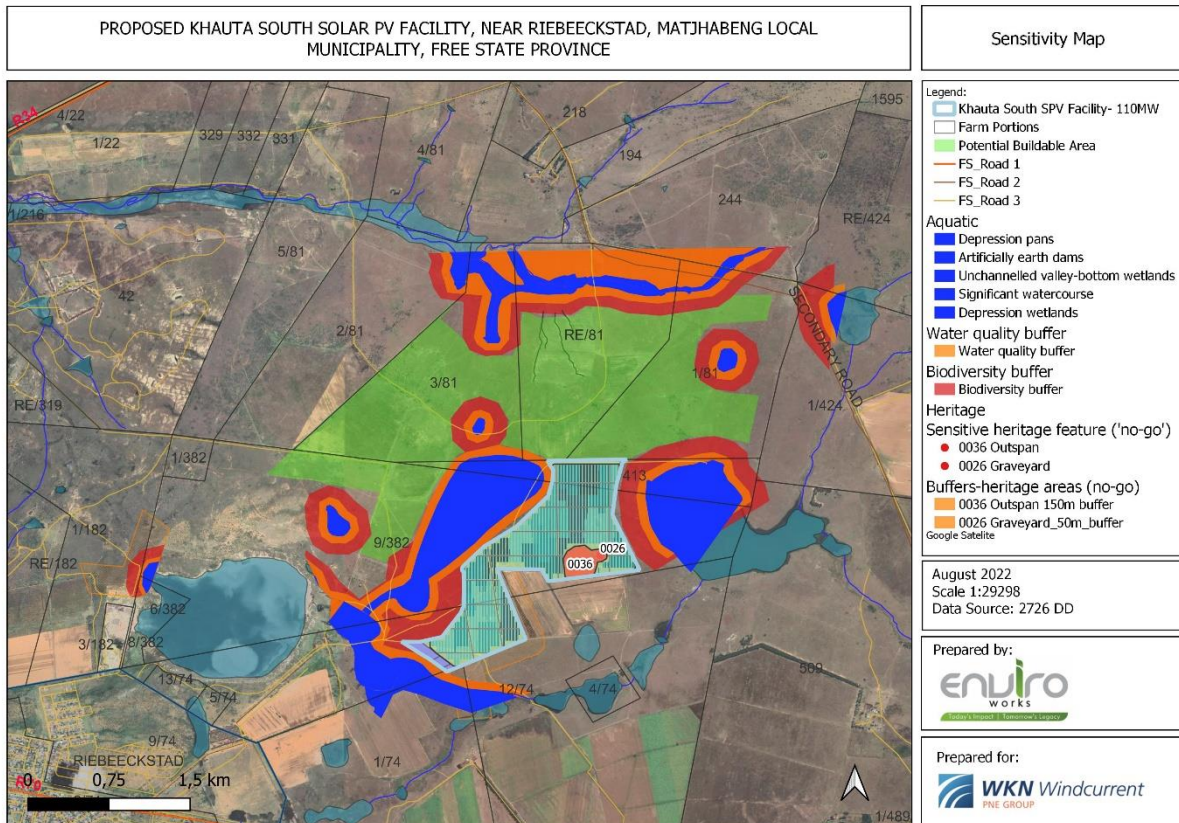 PROPOSED KHAUTA SOUTH SOLAR PV FACILITY, NEAR RIEBEECKSTAD, MATJHABENG LOCAL
MUNICIPALITY, FREE STATE PROVINCE
Sensitivity Map
Legend:
Khauta South SPV Facility- 110MW
Farm Portions
Potential Buildable Area
FS_Road 1
FS_Road 2
FS_Road 3
Aquatic
Depression pans
Artificially earth dams
Unchannelled valley-bottom wetlands
Significant watercourse
Depression wetlands
Water quality buffer
Water quality buffer
Biodiversity buffer
Biodiversity buffer
Heritage
Sensitive heritage feature ('no-go')
0036 Outspan
0026 Graveyard
Buffers-heritage areas (no-go)
0036 Outspan 150m buffer
0026 Graveyard_50m_buffer
Google Satelite
August 2022
Scale 1:29298
Data Source: 2726 DD
Prepared by:
enviro
works
Today's Impact | Tomorrow's Legacy
Prepared for:
WKN Windcurrent
PNE GROUP
R34
4/22
1/22
329
332
331
4/81
218
194
1595
244
RE/424
1/216
5/81
42
2/81
RE/81
SECONDARY ROAD
3/81
1/81
1/424
RE/319
1/382
413
1/182
9/382
0026
0036
RE/182
6/382
3/182
8/382
13/74
5/74
12/74
4/74
509
9/74
RIEBEECKSTAD
1/74
0
0,75
1,5 km
1/489